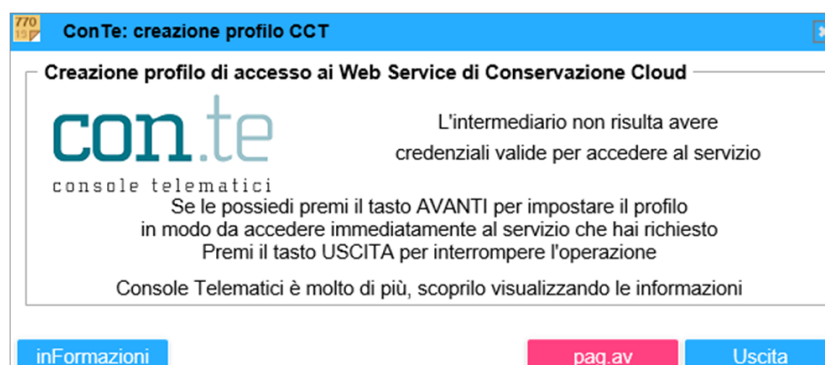 770
ConTe: creazione profilo CCT
Creazione profilo di accesso ai Web Service di Conservazione Cloud
con.te
console telematici
L'intermediario non risulta avere
credenziali valide per accedere al servizio
Se le possiedi premi il tasto AVANTI per impostare il profilo
in modo da accedere immediatamente al servizio che hai richiesto
Premi il tasto USCITA per interrompere l'operazione
Console Telematici è molto di più, scoprilo visualizzando le informazioni
inFormazioni
pag.av
Uscita